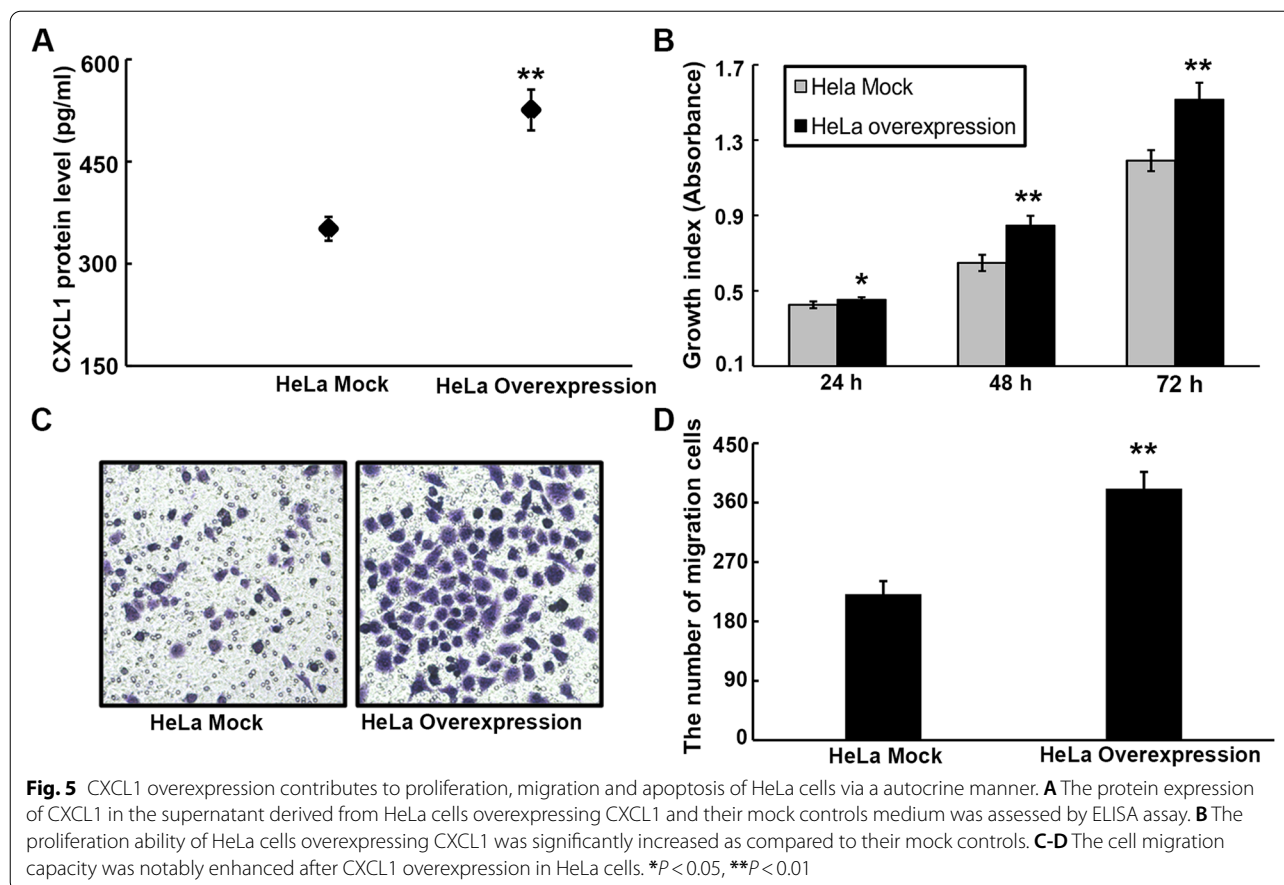 A
CXCL1 protein level (pg/ml)
600
450
300
150
**
HeLa Mock
HeLa Overexpression
B
Growth index (Absorbance)
1.7
1.3
0.9
0.5
0.1
Hela Mock
HeLa overexpression
*
**
**
24 h
48 h
72 h
C
HeLa Mock
HeLa Overexpression
D
The number of migration cells
450
360
270
180
90
0
**
HeLa Mock
HeLa Overexpression
Fig. 5 CXCL1 overexpression contributes to proliferation, migration and apoptosis of HeLa cells via a autocrine manner. A The protein expression
of CXCL1 in the supernatant derived from HeLa cells overexpressing CXCL1 and their mock controls medium was assessed by ELISA assay. B The
proliferation ability of HeLa cells overexpressing CXCL1 was significantly increased as compared to their mock controls. C-D The cell migration
capacity was notably enhanced after CXCL1 overexpression in HeLa cells. *P < 0.05, **P < 0.01